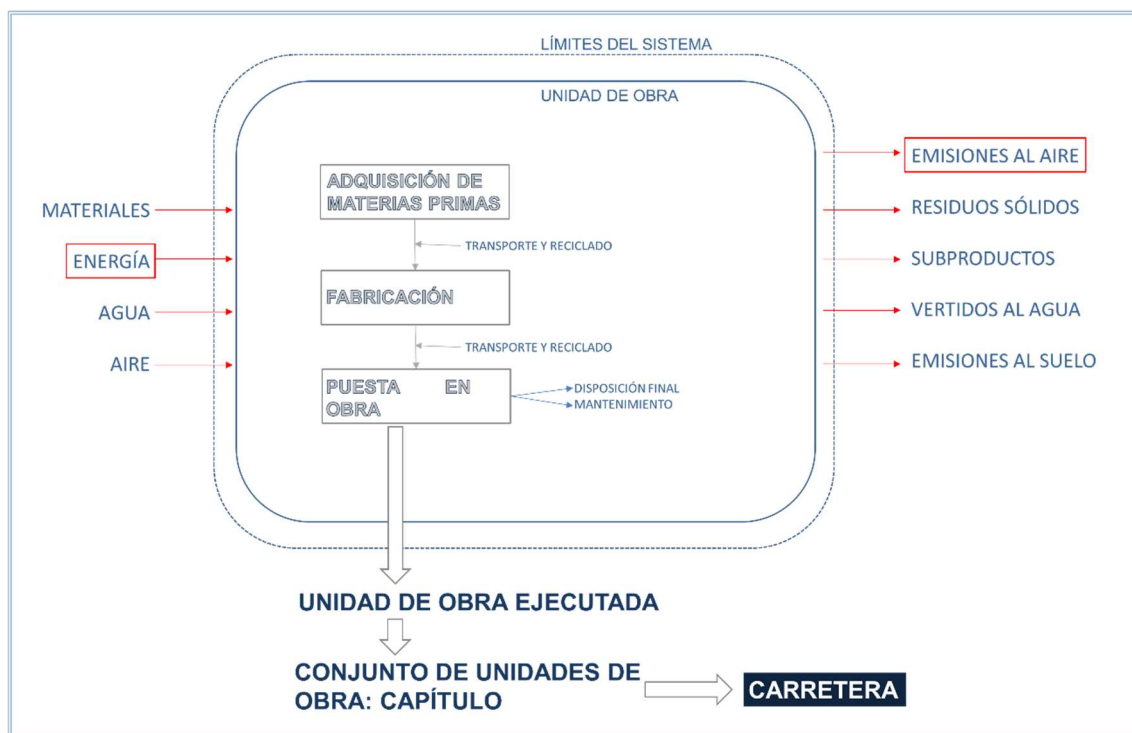 LÍMITES DEL SISTEMA
UNIDAD DE OBRA
MATERIALES
ENERGÍA
AGUA
AIRE
ADQUISICIÓN DE
MATERIAS PRIMAS
TRANSPORTE Y RECICLADO
FABRICACIÓN
TRANSPORTE Y RECICLADO
PUESTA EN
OBRA
DISPOSICIÓN FINAL
MANTENIMIENTO
EMISIONES AL AIRE
RESIDUOS SÓLIDOS
SUBPRODUCTOS
VERTIDOS AL AGUA
EMISIONES AL SUELO
UNIDAD DE OBRA EJECUTADA
CONJUNTO DE UNIDADES DE
OBRA: CAPÍTULO
CARRETERA